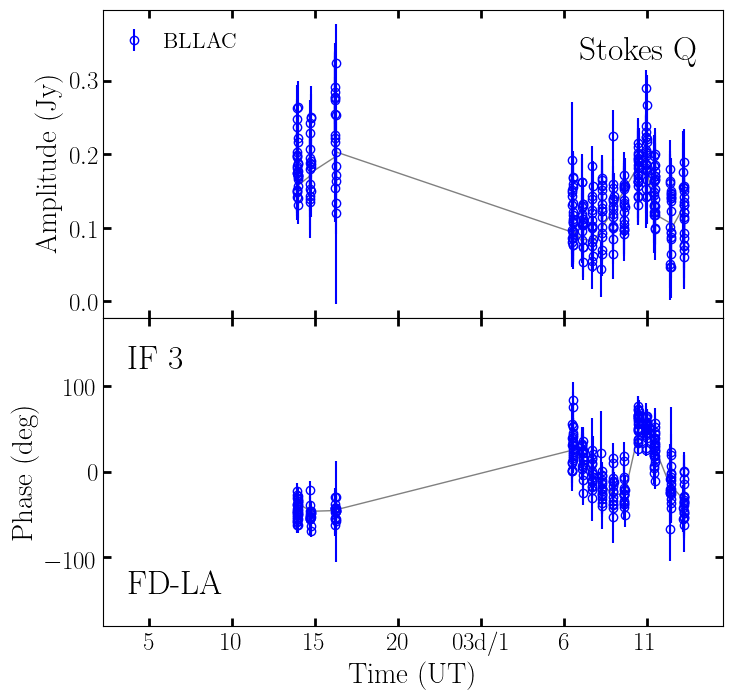 BLLAC
Stokes Q
0.3
0.2
0.1
0.0
Amplitude (Jy)
IF 3
100
0
−100
Phase (deg)
FD-LA
5 10 15 20 03d/1 6 11
Time (UT)